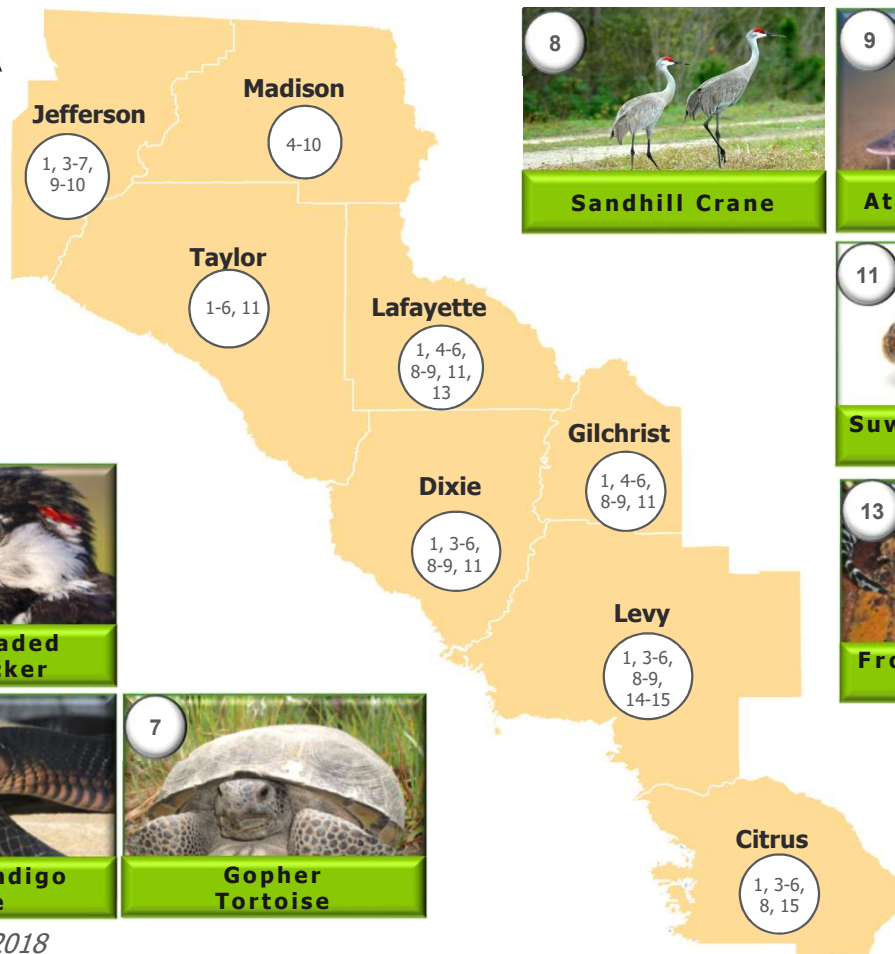 8
9
Sandhill Crane
At
Jefferson
1, 3-7,
9-10
Madison
4-10
Taylor
1-6, 11
Lafayette
1, 4-6,
8-9, 11,
13
11
Suw
Gilchrist
1, 4-6,
8-9, 11
Dixie
1, 3-6,
8-9, 11
13
Fro
Levy
1, 3-6,
8-9,
14-15
aded
cker
ndigo
e
7
Gopher
Tortoise
Citrus
1, 3-6,
8, 15
2018